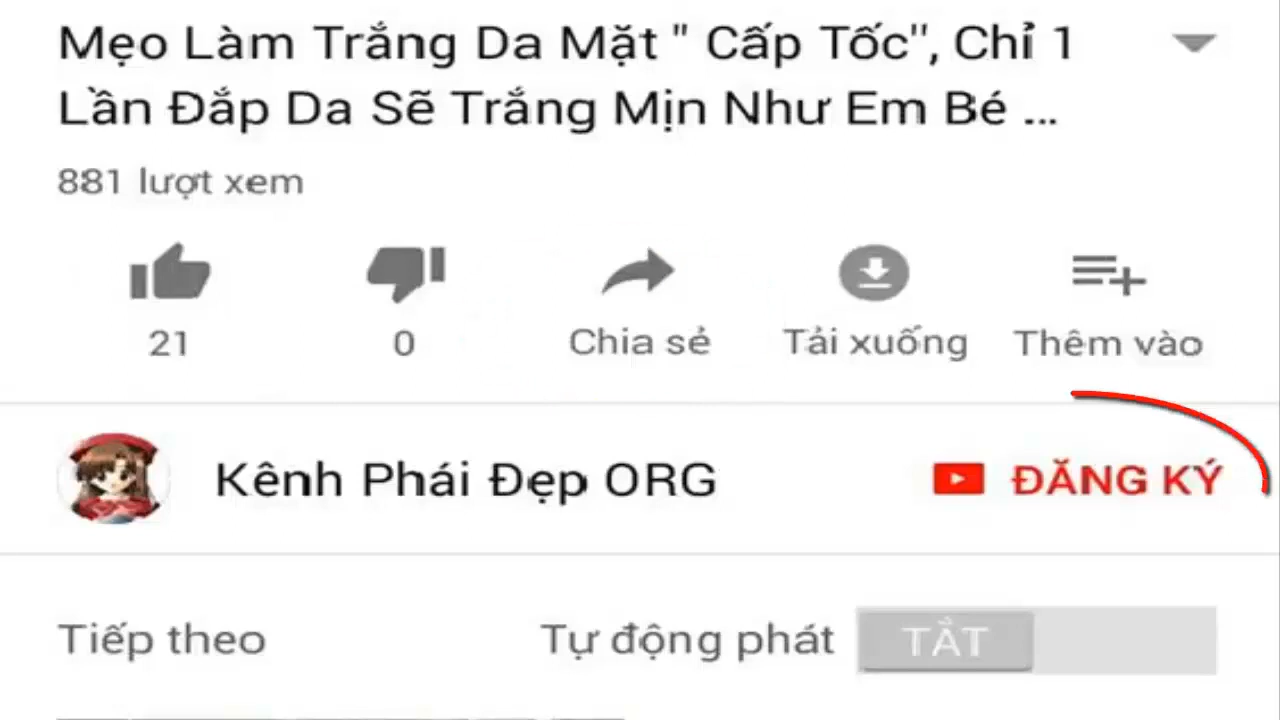 Mẹo Làm Trắng Da Mặt " Cấp Tốc", Chỉ 1
Lần Đắp Da Sẽ Trắng Mịn Như Em Bé ...
881 lượt xem
21
0
Chia sẻ
Tải xuống
Thêm vào
Kênh Phái Đẹp ORG
ĐĂNG KÝ
Tiếp theo
Tự động phát
TẮT